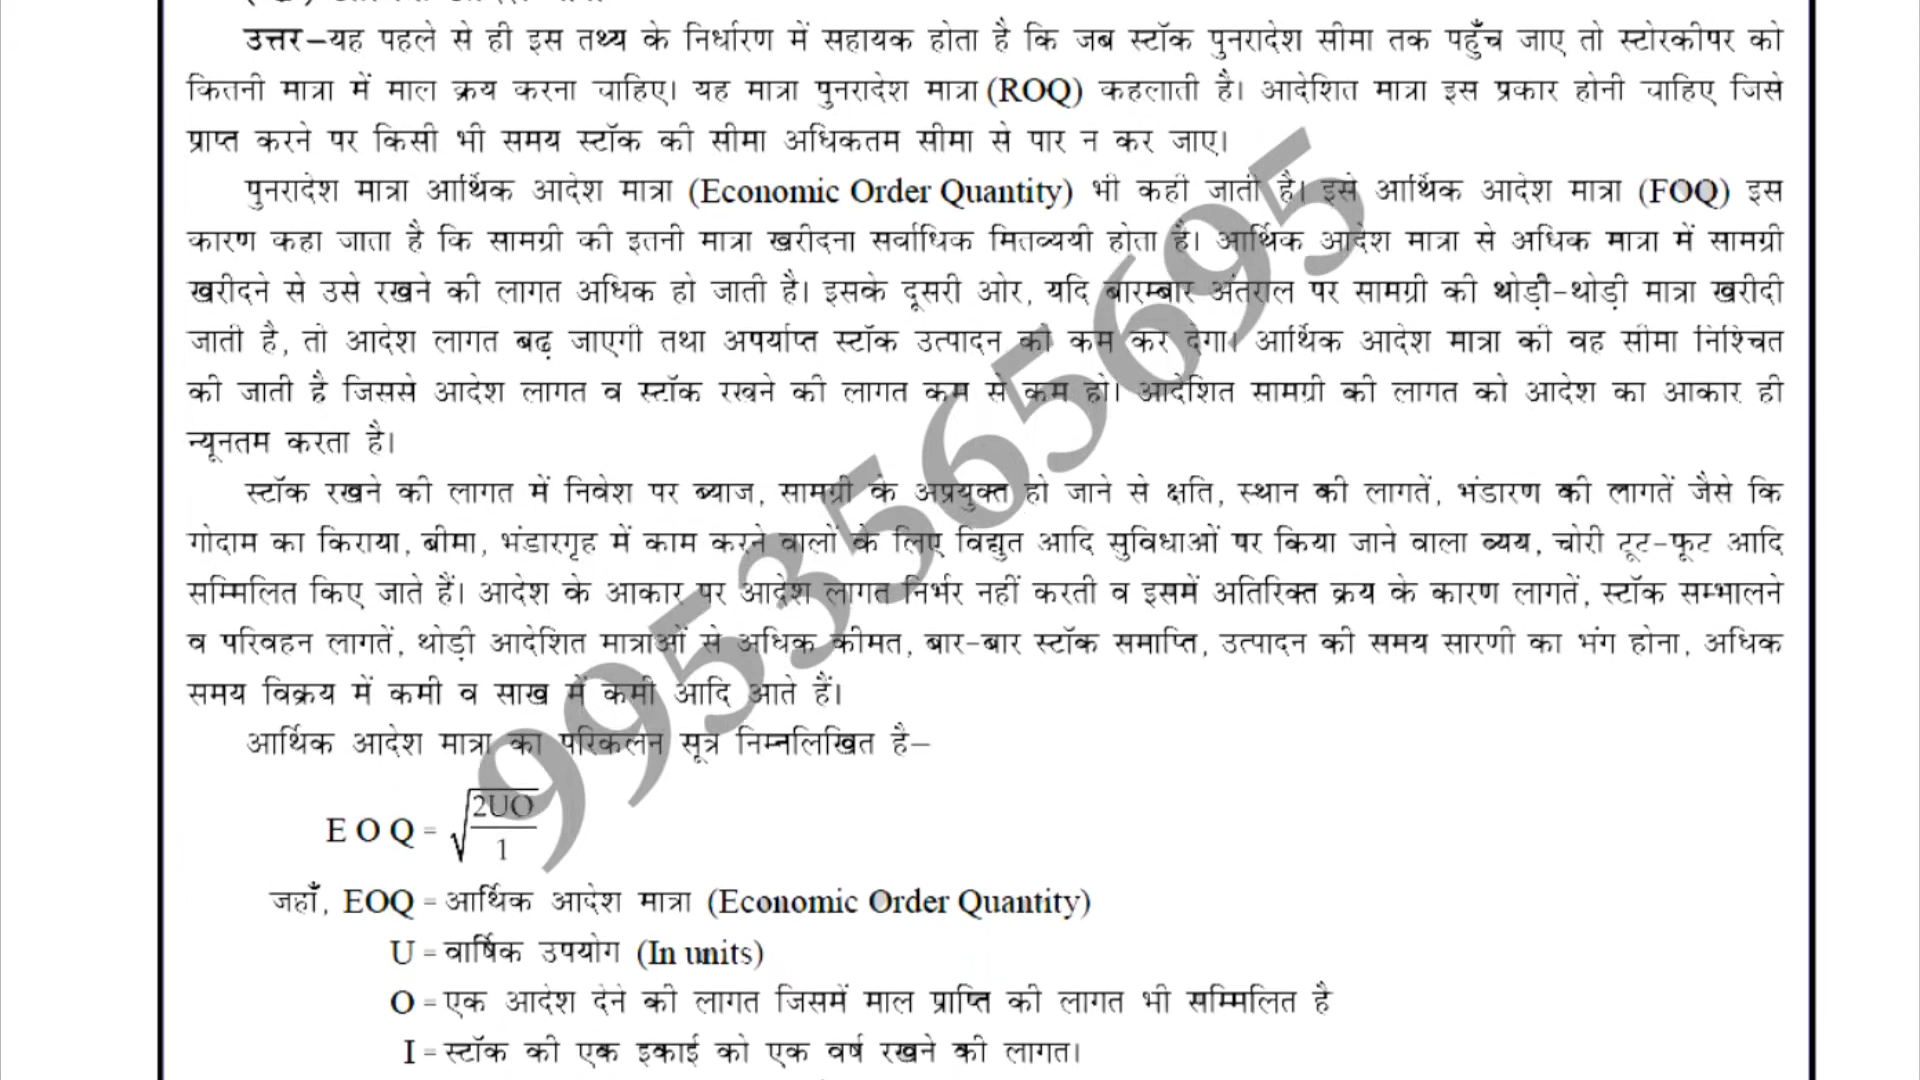 उत्तर–यह पहले से ही इस तथ्य के निर्धारण में सहायक होता है कि जब स्टॉक पुनरादेश सीमा तक पहुँच जाए तो स्टोरकीपर को
कितनी मात्रा में माल क्रय करना चाहिए। यह मात्रा पुनरादेश मात्रा (ROQ) कहलाती है। आदेशित मात्रा इस प्रकार होनी चाहिए जिसे
प्राप्त करने पर किसी भी समय स्टॉक की सीमा अधिकतम सीमा से पार न कर जाए।
पुनरादेश मात्रा आर्थिक आदेश मात्रा (Economic Order Quantity) भी कही जाती है। इसे आर्थिक आदेश मात्रा (FOQ) इस
कारण कहा जाता है कि सामग्री की इतनी मात्रा खरीदना सर्वाधिक मितव्ययी होता है। आर्थिक आदेश मात्रा से अधिक मात्रा में सामग्री
खरीदने से उसे रखने की लागत अधिक हो जाती है। इसके दूसरी ओर, यदि बारम्बार अंतराल पर सामग्री की थोड़ी-थोड़ी मात्रा खरीदी
जाती है, तो आदेश लागत बढ़ जाएगी तथा अपर्याप्त स्टॉक उत्पादन को कम कर देगा। आर्थिक आदेश मात्रा की वह सीमा निश्चित
की जाती है जिससे आदेश लागत व स्टॉक रखने की लागत कम से कम हो। आदेशित सामग्री की लागत को आदेश का आकार ही
न्यूनतम करता है।
स्टॉक रखने की लागत में निवेश पर ब्याज, सामग्री के अप्रयुक्त हो जाने से क्षति, स्थान की लागतें, भंडारण की लागतें जैसे कि
गोदाम का किराया, बीमा, भंडारगृह में काम करने वालों के लिए विद्युत आदि सुविधाओं पर किया जाने वाला व्यय, चोरी टूट-फूट आदि
सम्मिलित किए जाते हैं। आदेश के आकार पर आदेश लागत निर्भर नहीं करती व इसमें अतिरिक्त क्रय के कारण लागतें, स्टॉक सम्भालने
व परिवहन लागतें, थोड़ी आदेशित मात्राओं से अधिक कीमत, बार-बार स्टॉक समाप्ति, उत्पादन की समय सारणी का भंग होना, अधिक
समय विक्रय में कमी व साख में कमी आदि आते हैं।
आर्थिक आदेश मात्रा का परिकलन सूत्र निम्नलिखित है–
E O Q = √2UO/1
जहाँ, EOQ = आर्थिक आदेश मात्रा (Economic Order Quantity)
U = वार्षिक उपयोग (In units)
O = एक आदेश देने की लागत जिसमें माल प्राप्ति की लागत भी सम्मिलित है
I = स्टॉक की एक इकाई को एक वर्ष रखने की लागत।
9953565695